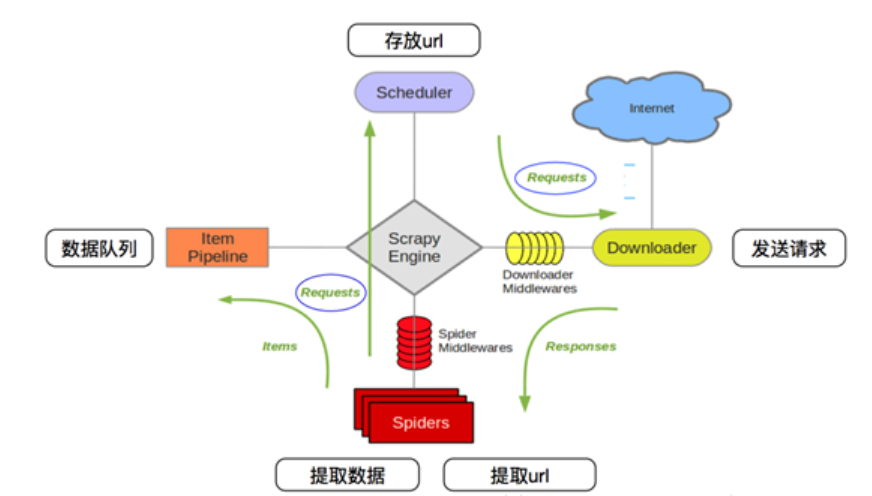 存放url
Scheduler
Internet
Requests
数据队列
Item
Pipeline
Scrapy
Engine
Downloader
发送请求
Downloader
Middlewares
Requests
Spider
Middlewares
Items
Responses
Spiders
提取数据
提取url